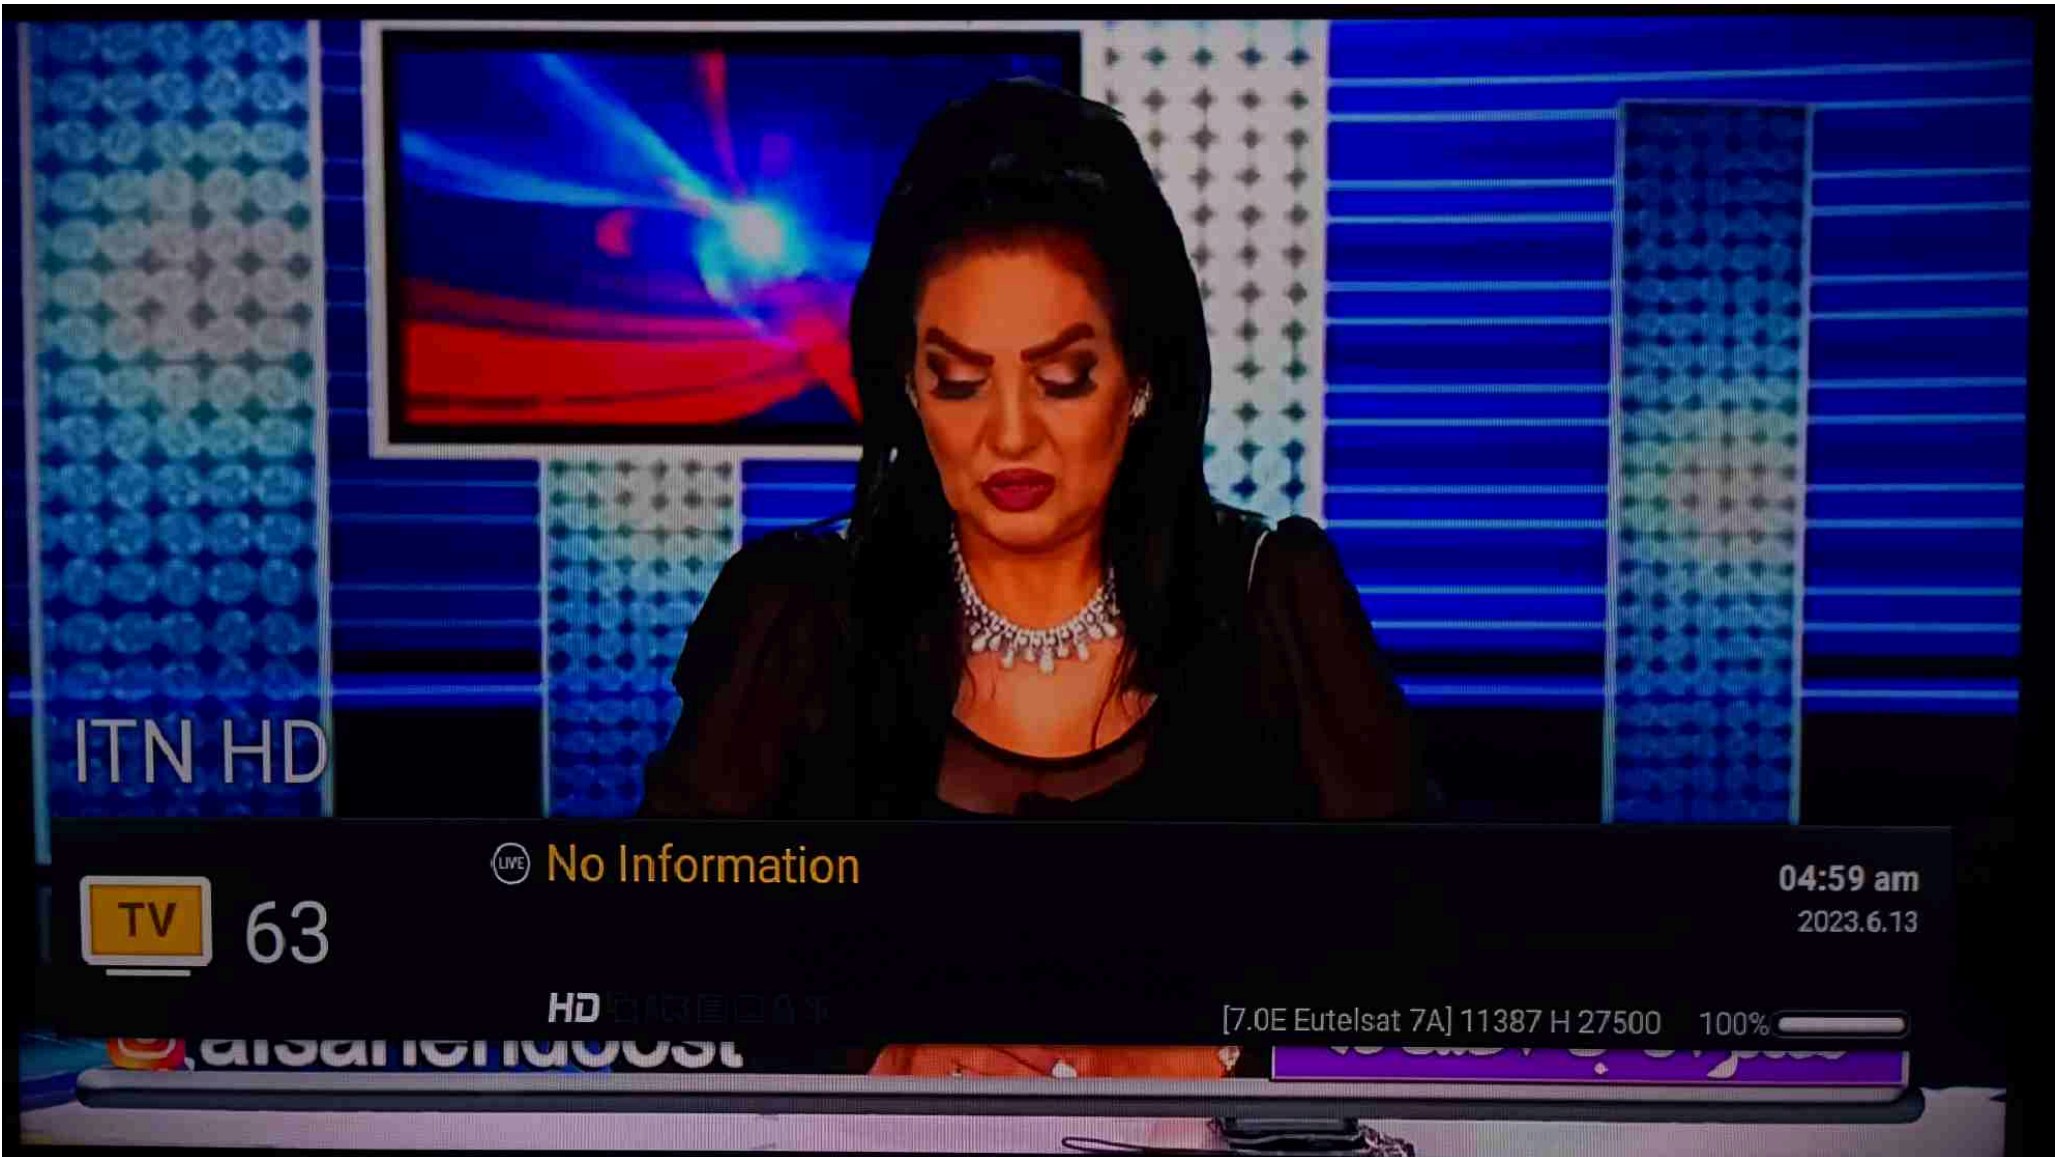 ITN HD
LIVE No Information
04:59 am
TV 63
2023.6.13
HD
[7.0E Eutelsat 7A] 11387 H 27500 100%